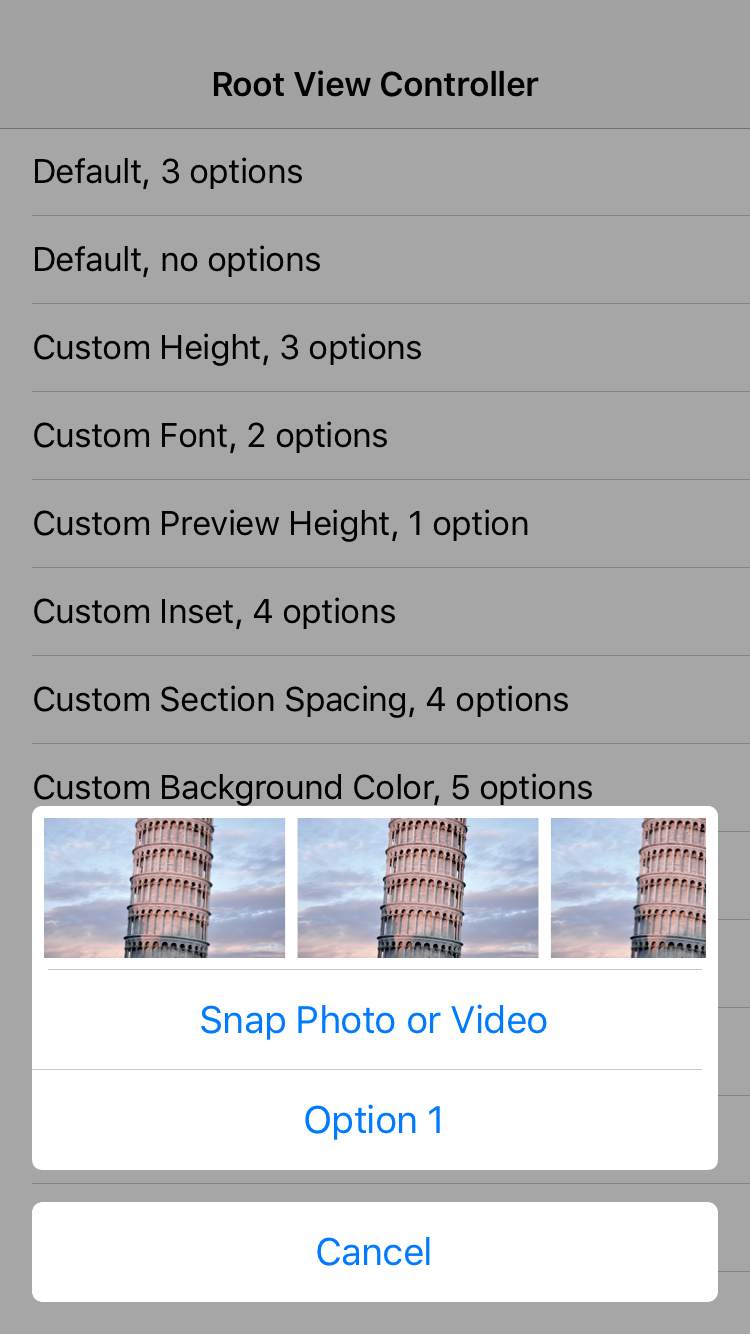 Root View Controller
Default, 3 options
Default, no options
Custom Height, 3 options
Custom Font, 2 options
Custom Preview Height, 1 option
Custom Inset, 4 options
Custom Section Spacing, 4 options
Custom Background Color, 5 options
Snap Photo or Video
Option 1
Cancel